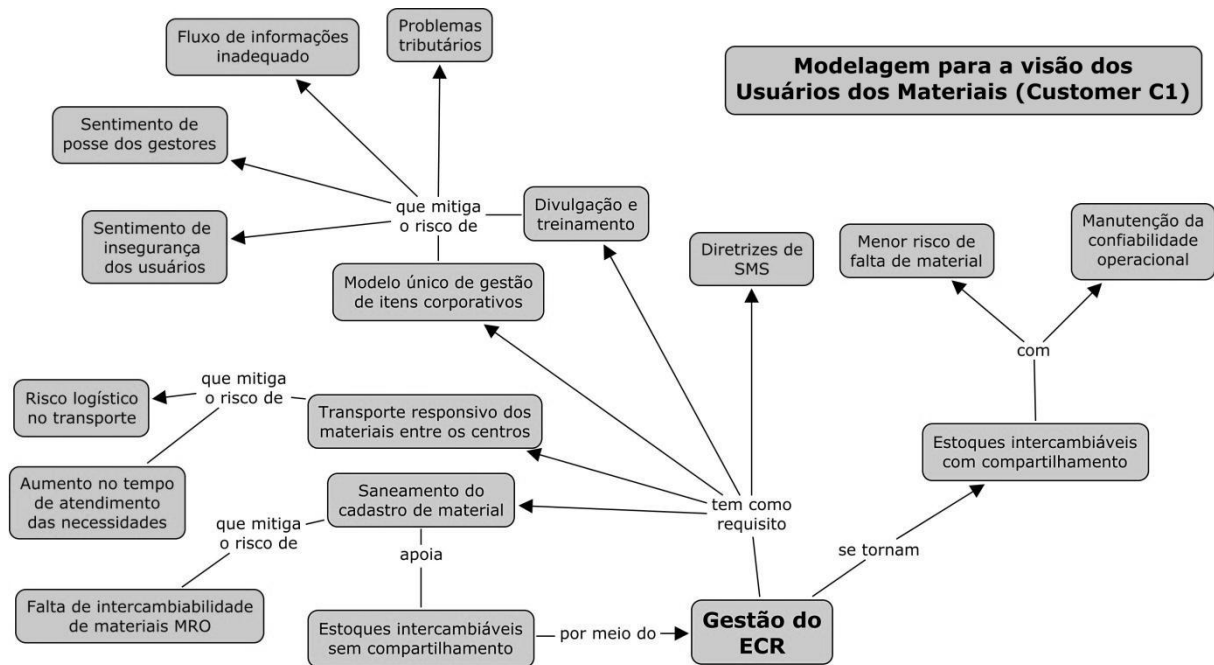 Fluxo de informações
inadequado
Problemas
tributários
Modelagem para a visão dos
Usuários dos Materiais (Customer C1)
Sentimento de
posse dos gestores
que mitiga
o risco de
Divulgação e
treinamento
Sentimento de
insegurança
dos usuários
Modelo único de gestão
de itens corporativos
Diretrizes de
SMS
Menor risco de
falta de material
Manutenção da
confiabilidade
operacional
com
Risco logístico
no transporte
que mitiga
o risco de
Transporte responsivo dos
materiais entre os centros
Estoques intercambiáveis
com compartilhamento
Aumento no tempo
de atendimento
das necessidades
Saneamento do
cadastro de material
tem como
requisito
que mitiga
o risco de
apoia
se tornam
Falta de intercambiabilidade
de materiais MRO
Estoques intercambiáveis
sem compartilhamento
por meio do
Gestão do
ECR